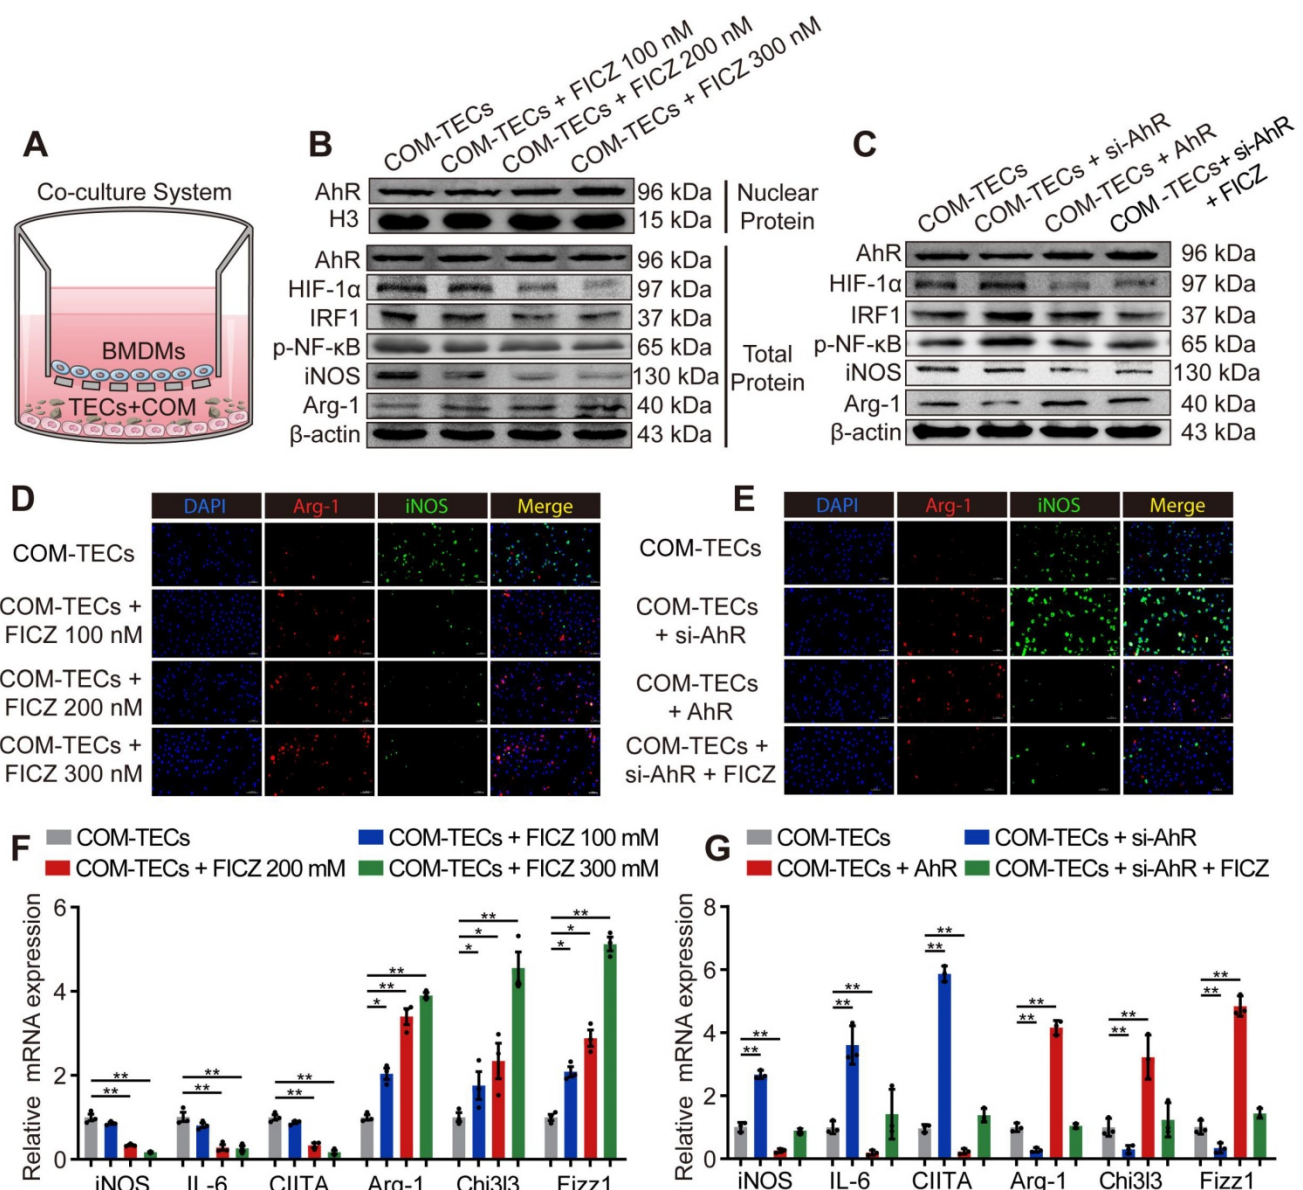 A
Co-culture System
BMDMs
TECs+COM
B
COM-TECs
COM-TECs + FICZ 100 nM
COM-TECs + FICZ 200 nM
COM-TECs + FICZ 300 nM
AhR 96 kDa
H3 15 kDa
Nuclear
Protein
AhR 96 kDa
HIF-1α 97 kDa
IRF1 37 kDa
p-NF-κB 65 kDa
iNOS 130 kDa
Arg-1 40 kDa
β-actin 43 kDa
Total
Protein
C
COM-TECs
COM-TECs + si-AhR
COM-TECs + AhR
COM -TECs+ si-AhR
+ FICZ
AhR 96 kDa
HIF-1α 97 kDa
IRF1 37 kDa
p-NF-κB 65 kDa
iNOS 130 kDa
Arg-1 40 kDa
β-actin 43 kDa
D
DAPI Arg-1 iNOS Merge
COM-TECs
COM-TECs +
FICZ 100 nM
COM-TECs +
FICZ 200 nM
COM-TECs +
FICZ 300 nM
E
DAPI Arg-1 iNOS Merge
COM-TECs
COM-TECs
+ si-AhR
COM-TECs
+ AhR
COM-TECs +
si-AhR + FICZ
F
COM-TECs COM-TECs + FICZ 100 mM
COM-TECs + FICZ 200 mM COM-TECs + FICZ 300 mM
Relative mRNA expression
6
4
2
0
** ** ** ** ** ** * ** ** * * ** * * **
iNOS IL-6 CIITA Arg-1 Chi3l3 Fizz1
G
COM-TECs COM-TECs + si-AhR
COM-TECs + AhR COM-TECs + si-AhR + FICZ
Relative mRNA expression
8
6
4
2
0
** ** ** ** ** ** ** ** ** ** ** **
iNOS IL-6 CIITA Arg-1 Chi3l3 Fizz1